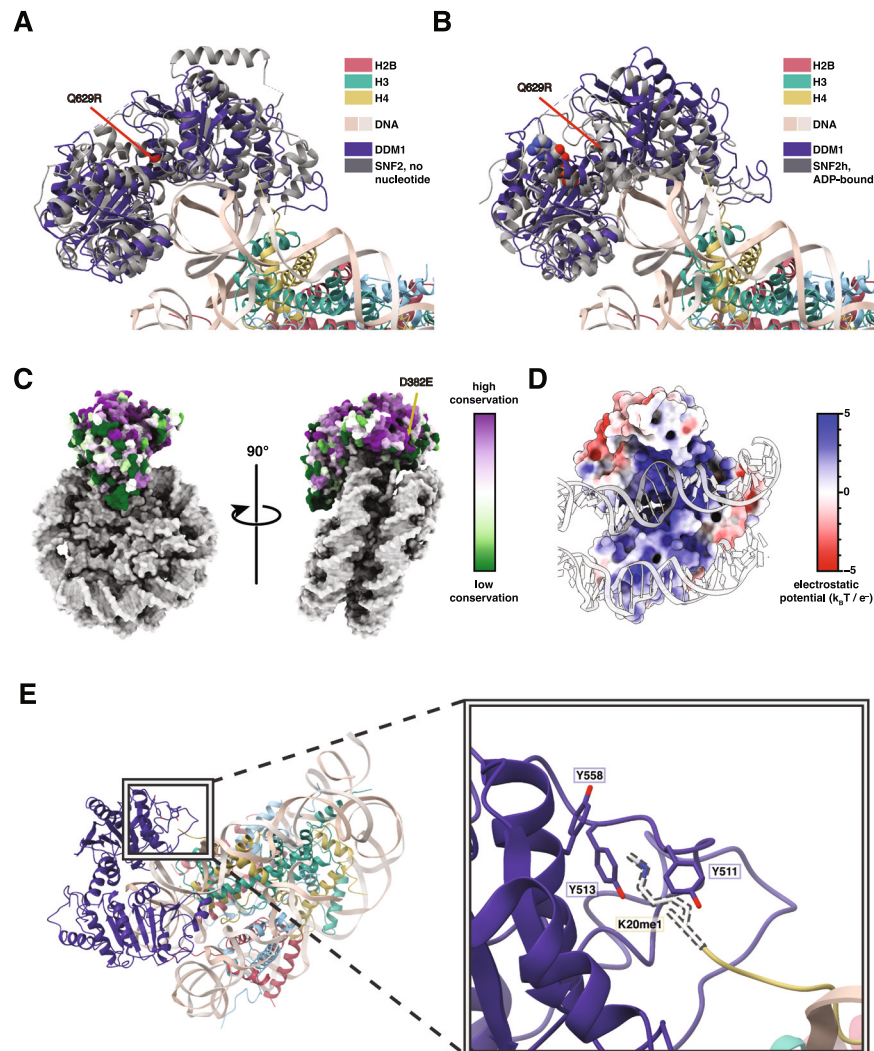 A
Q629R
H2B
H3
H4
DNA
DDM1
SNF2, no
nucleotide
B
Q629R
H2B
H3
H4
DNA
DDM1
SNF2h,
ADP-bound
C
D382E
90°
high
conservation
low
conservation
D
5
0
−5
electrostatic
potential (kBT / e−)
E
Y558
Y513
Y511
K20me1